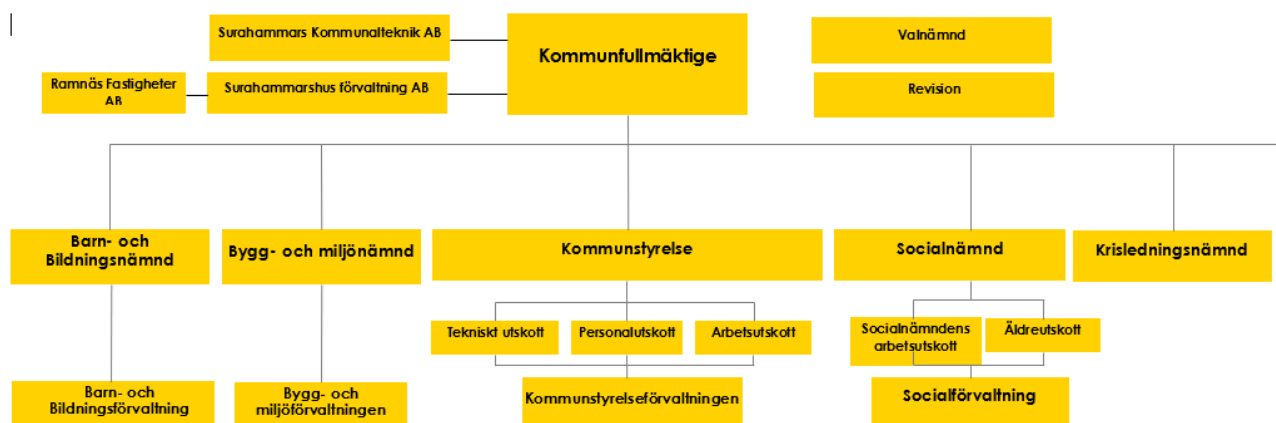 Surahammars Kommunalteknik AB
Kommunfullmäktige
Valnämnd
Ramnäs Fastigheter
AB
Surahammarshus förvaltning AB
Revision
Barn- och
Bildningsnämnd
Bygg- och miljönämnd
Kommunstyrelse
Socialnämnd
Krisledningsnämnd
Tekniskt utskott
Personalutskott
Arbetsutskott
Socialnämndens
arbetsutskott
Äldreutskott
Barn- och
Bildningsförvaltning
Bygg- och
miljöförvaltningen
Kommunstyrelseförvaltningen
Socialförvaltning